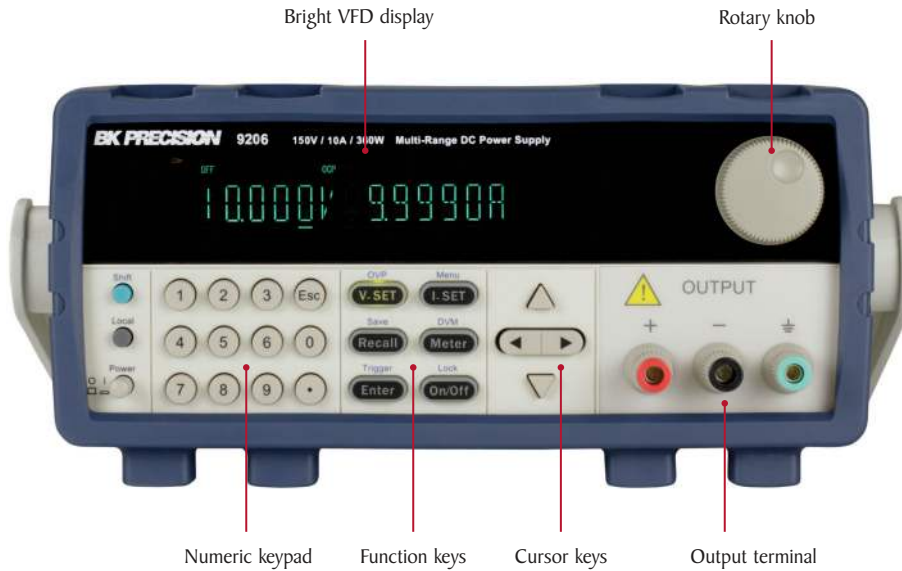 Bright VFD display
Rotary knob
BK PRECISION 9206 150V / 10A / 360W Multi-Range DC Power Supply
OFF
10.000V 9.9990A
Shift
1 2 3 Esc
OVP Menu
V-SET I-SET
OUTPUT
Local
4 5 6 0
Save DVM
Recall Meter
+ −
Power
O I
7 8 9 •
Trigger Lock
Enter On/Off
Numeric keypad
Function keys
Cursor keys
Output terminal